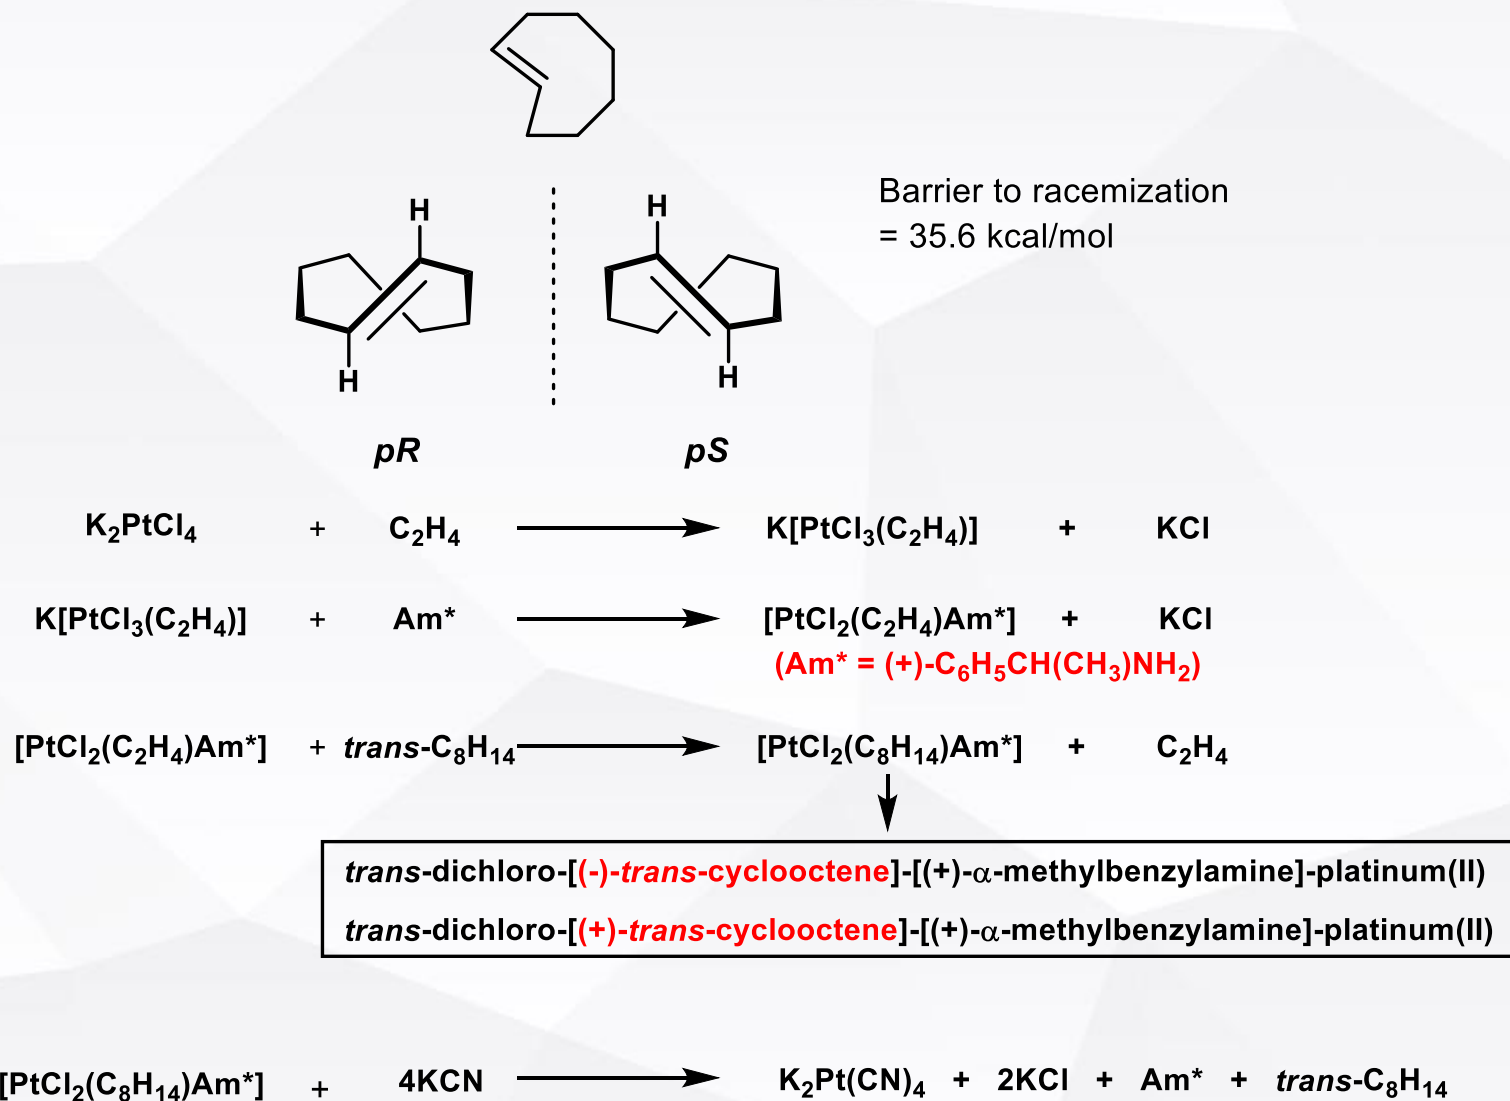 H H
Barrier to racemization
= 35.6 kcal/mol
H H
pR pS
K₂PtCl₄ + C₂H₄ K[PtCl₃(C₂H₄)] + KCl
K[PtCl₃(C₂H₄)] + Am* [PtCl₂(C₂H₄)Am*] + KCl
(Am* = (+)-C₆H₅CH(CH₃)NH₂)
[PtCl₂(C₂H₄)Am*] + trans-C₈H₁₄ [PtCl₂(C₈H₁₄)Am*] + C₂H₄
trans-dichloro-[(-)-trans-cyclooctene]-[(+)-α-methylbenzylamine]-platinum(II)
trans-dichloro-[(+)-trans-cyclooctene]-[(+)-α-methylbenzylamine]-platinum(II)
[PtCl₂(C₈H₁₄)Am*] + 4KCN K₂Pt(CN)₄ + 2KCl + Am* + trans-C₈H₁₄